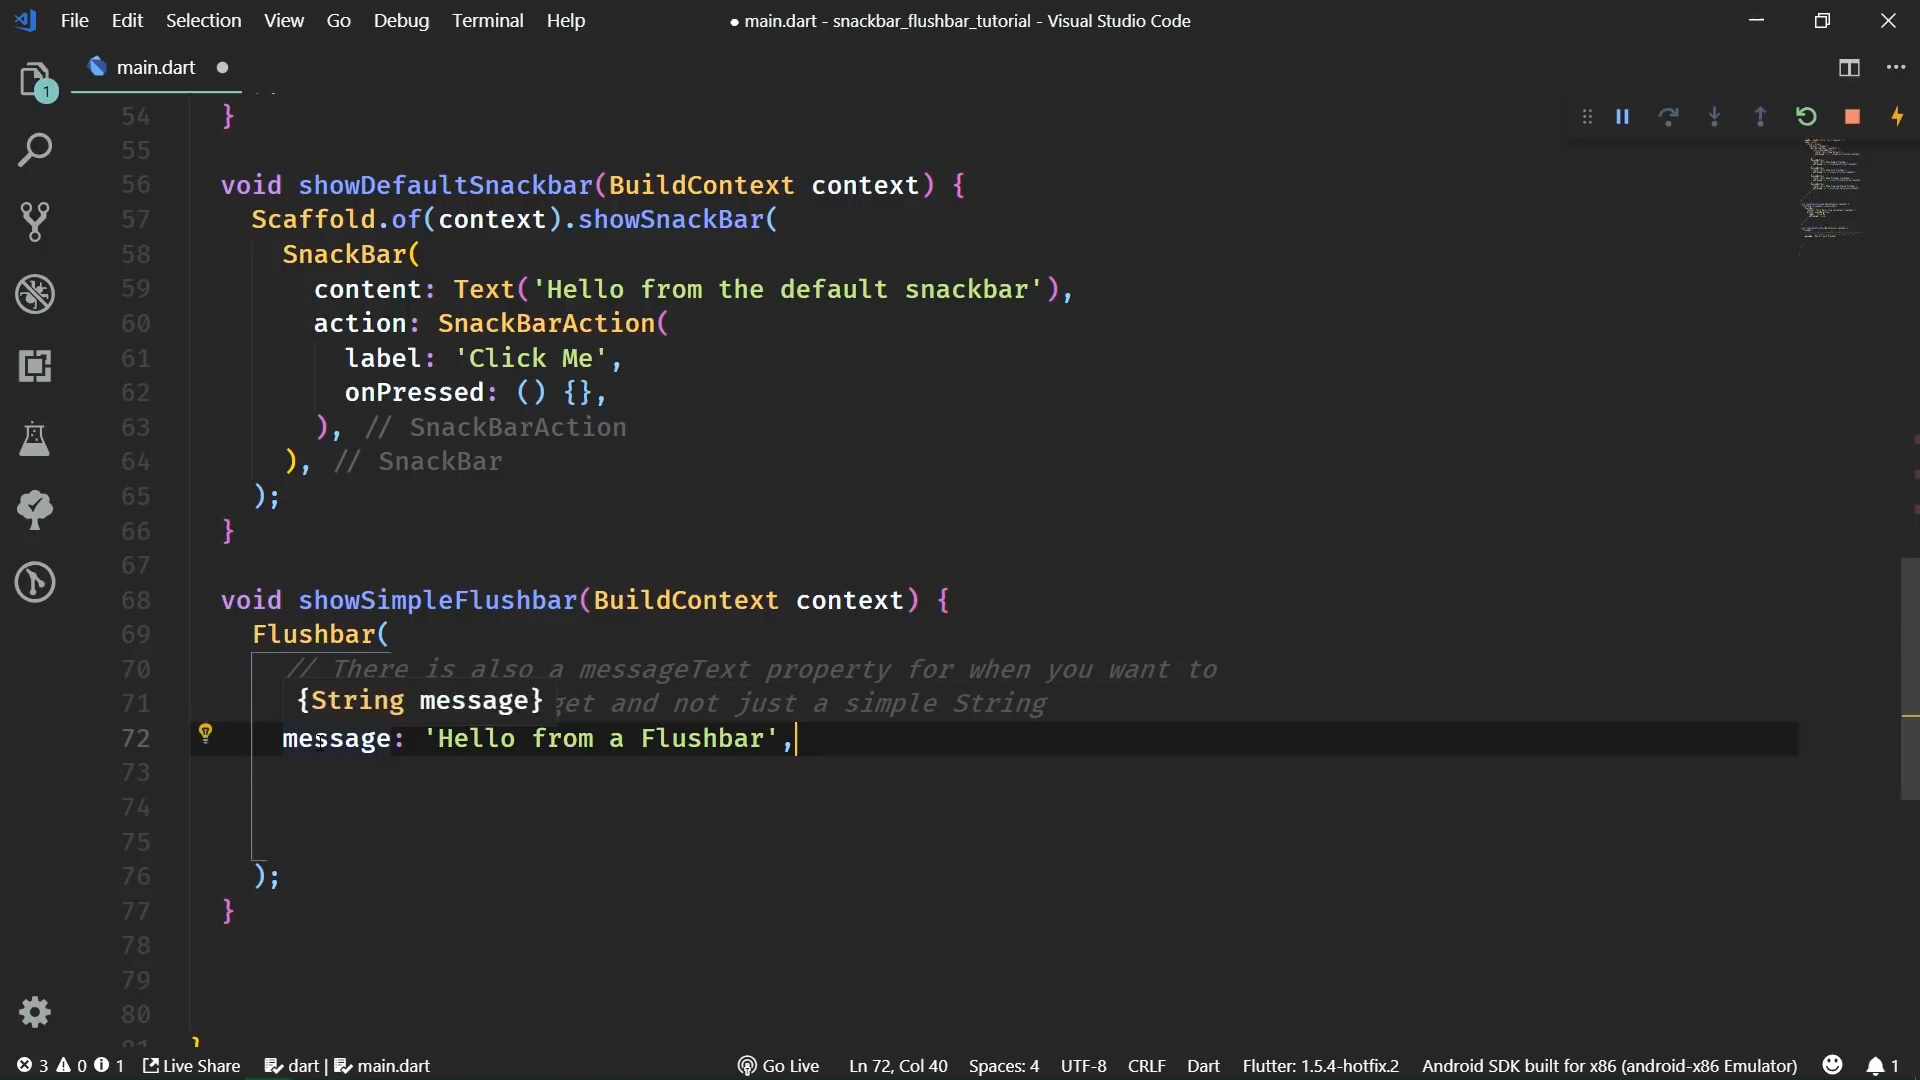 File Edit Selection View Go Debug Terminal Help
● main.dart - snackbar_flushbar_tutorial - Visual Studio Code
main.dart ●
1
54 }
55
56 void showDefaultSnackbar(BuildContext context) {
57 Scaffold.of(context).showSnackBar(
58 SnackBar(
59 content: Text('Hello from the default snackbar'),
60 action: SnackBarAction(
61 label: 'Click Me',
62 onPressed: () {},
63 ), // SnackBarAction
64 ), // SnackBar
65 );
66 }
67
68 void showSimpleFlushbar(BuildContext context) {
69 Flushbar(
70 // There is also a messageText property for when you want to
71 {String message} and not just a simple String
72 message: 'Hello from a Flushbar',
73
74
75
76 );
77 }
78
79
80
3 0 1 Live Share dart | main.dart Go Live Ln 72, Col 40 Spaces: 4 UTF-8 CRLF Dart Flutter: 1.5.4-hotfix.2 Android SDK built for x86 (android-x86 Emulator) 1